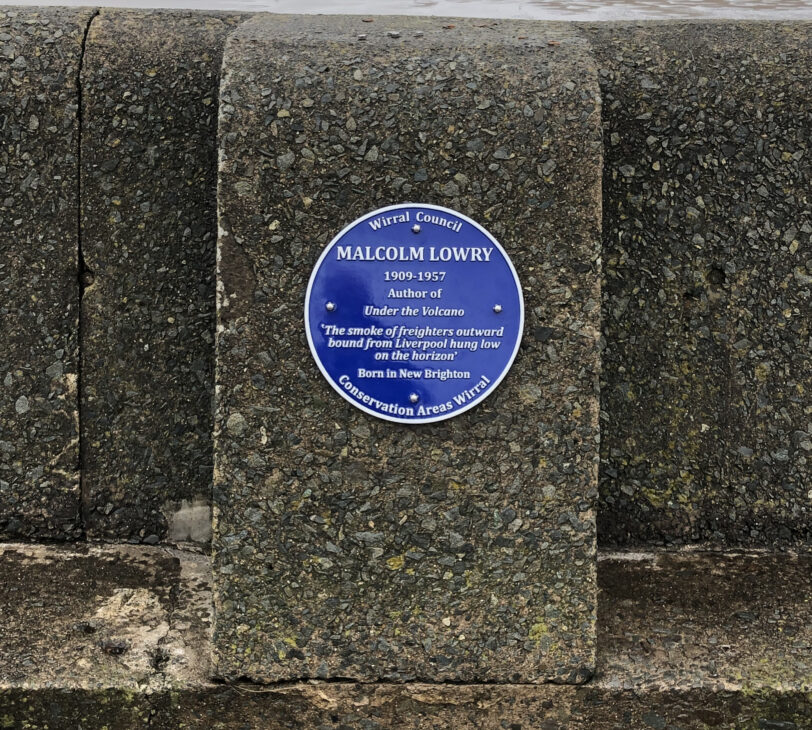 Wirral Council
MALCOLM LOWRY
1909-1957
Author of
Under the Volcano
'The smoke of freighters outward
bound from Liverpool hung low
on the horizon'
Born in New Brighton
Conservation Areas Wirral